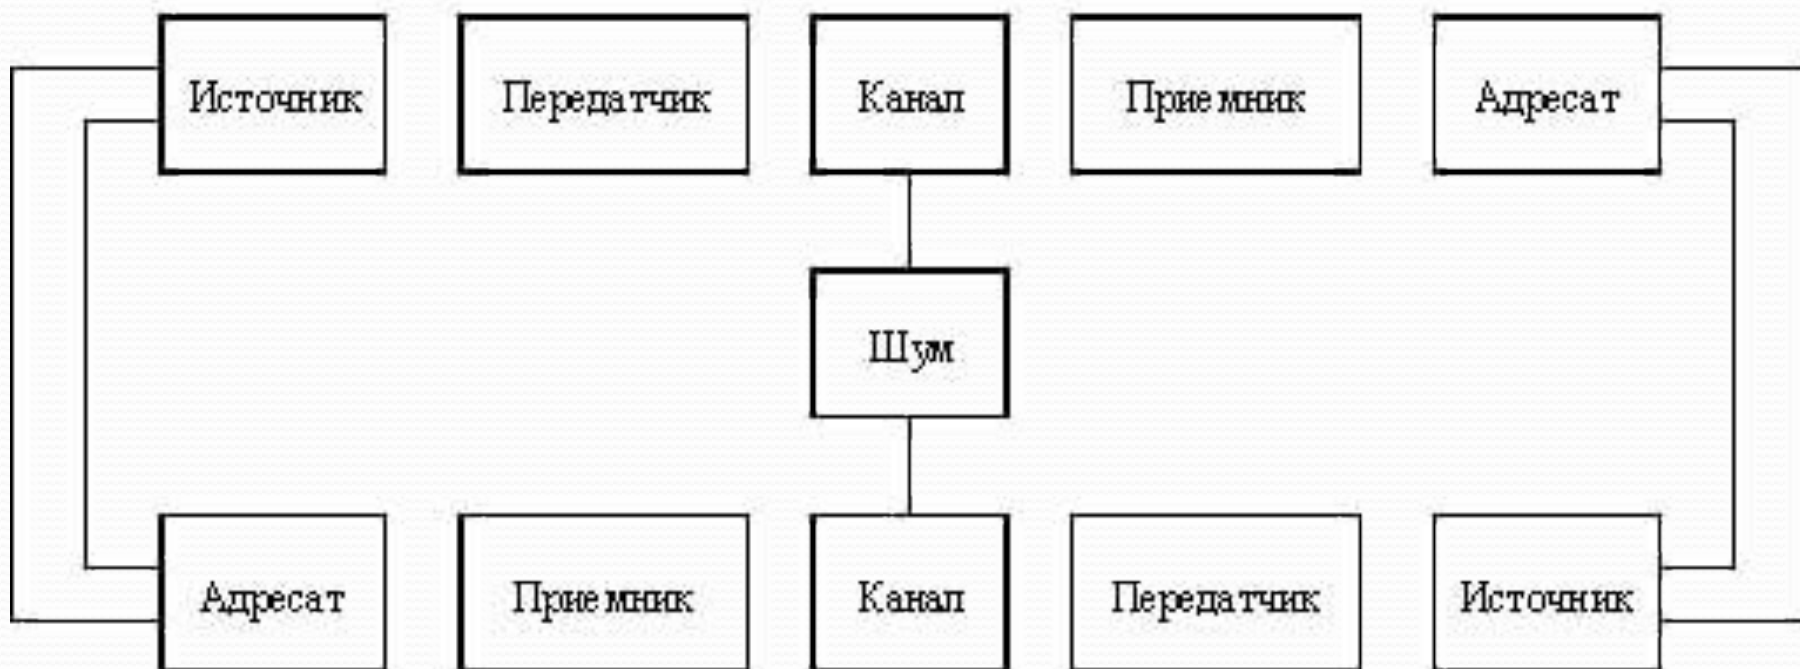 Источник Передатчик Канал Приемник Адресат
Шум
Адресат Приемник Канал Передатчик Источник